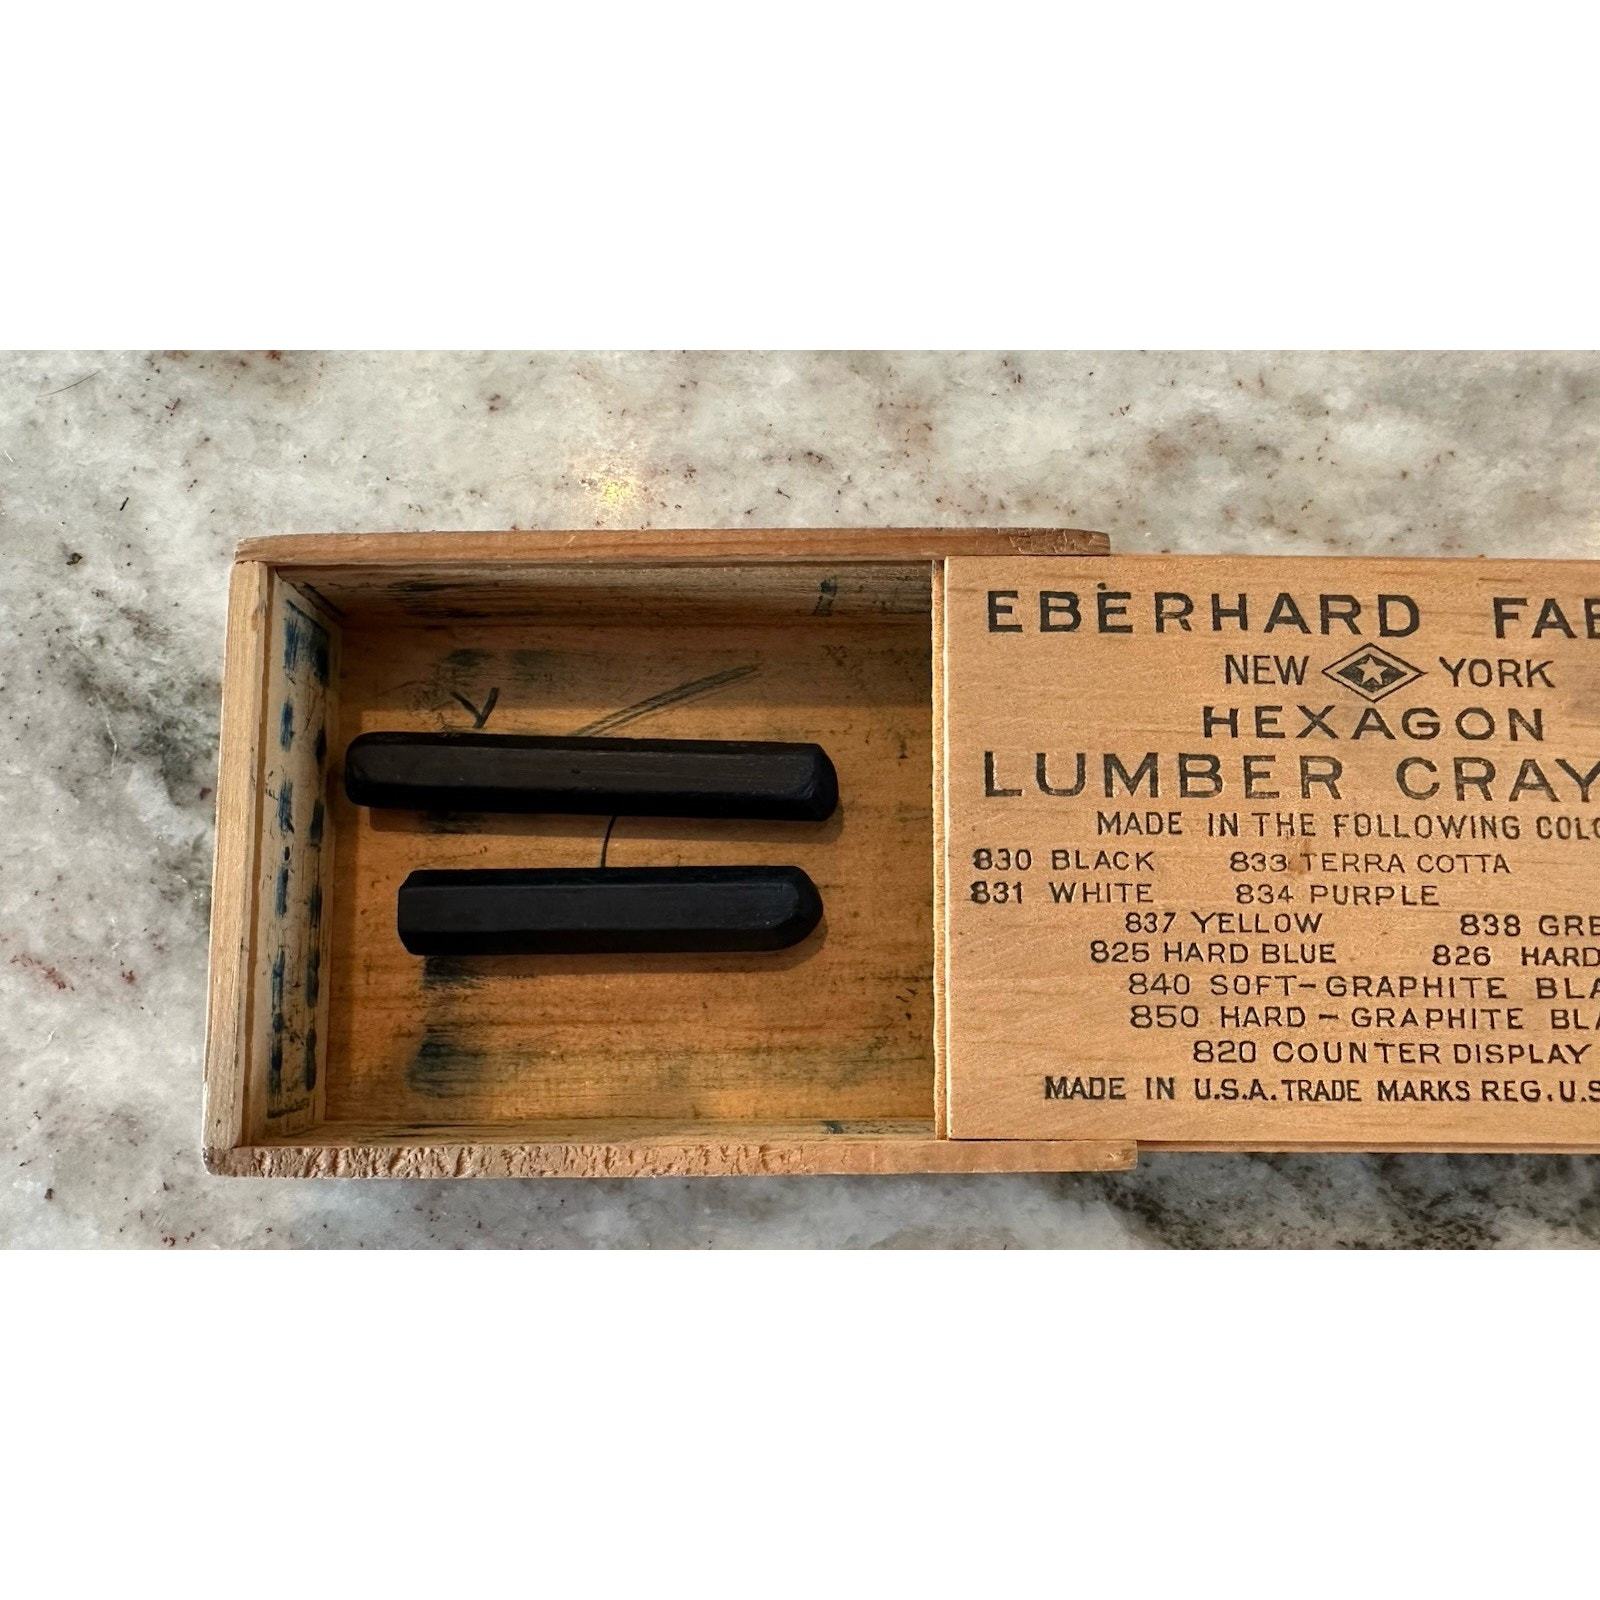 EBERHARD FAB
NEW YORK
HEXAGON
LUMBER CRAY
MADE IN THE FOLLOWING COLO
830 BLACK 833 TERRA COTTA
831 WHITE 834 PURPLE
837 YELLOW 838 GRE
825 HARD BLUE 826 HARD
840 SOFT-GRAPHITE BLA
850 HARD-GRAPHITE BLA
820 COUNTER DISPLAY
MADE IN U.S.A. TRADE MARKS REG. U.S